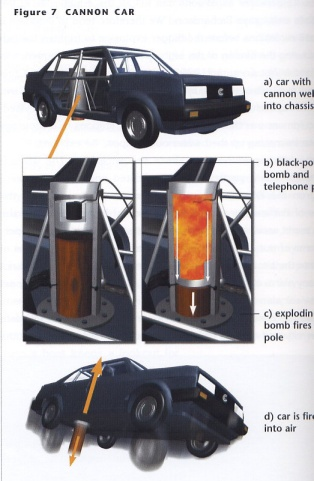 Figure 7 CANNON CAR
a) car with
cannon wel
into chassis
b) black-po
bomb and
telephone p
c) explodin
bomb fires
pole
d) car is fire
into air